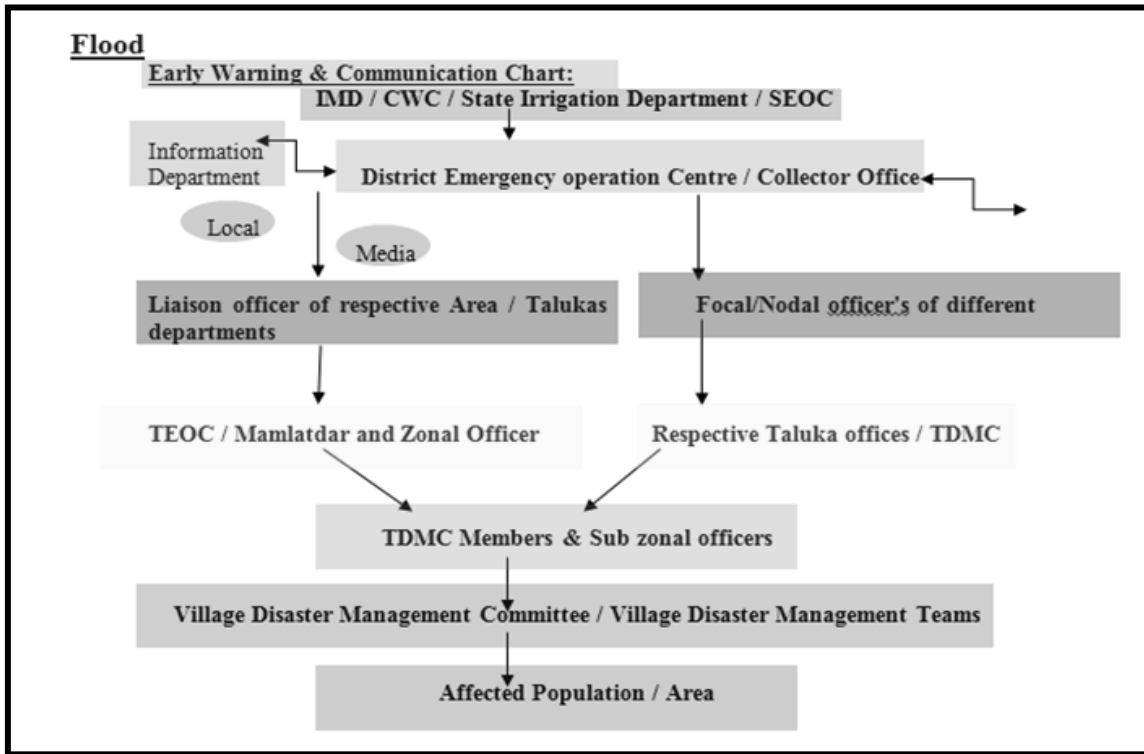 Flood
Early Warning & Communication Chart:
IMD / CWC / State Irrigation Department / SEOC
Information
Department
District Emergency operation Centre / Collector Office
Local
Media
Liaison officer of respective Area / Talukas
departments
Focal/Nodal officer's of different
TEOC / Mamlatdar and Zonal Officer
Respective Taluka offices / TDMC
TDMC Members & Sub zonal officers
Village Disaster Management Committee / Village Disaster Management Teams
Affected Population / Area